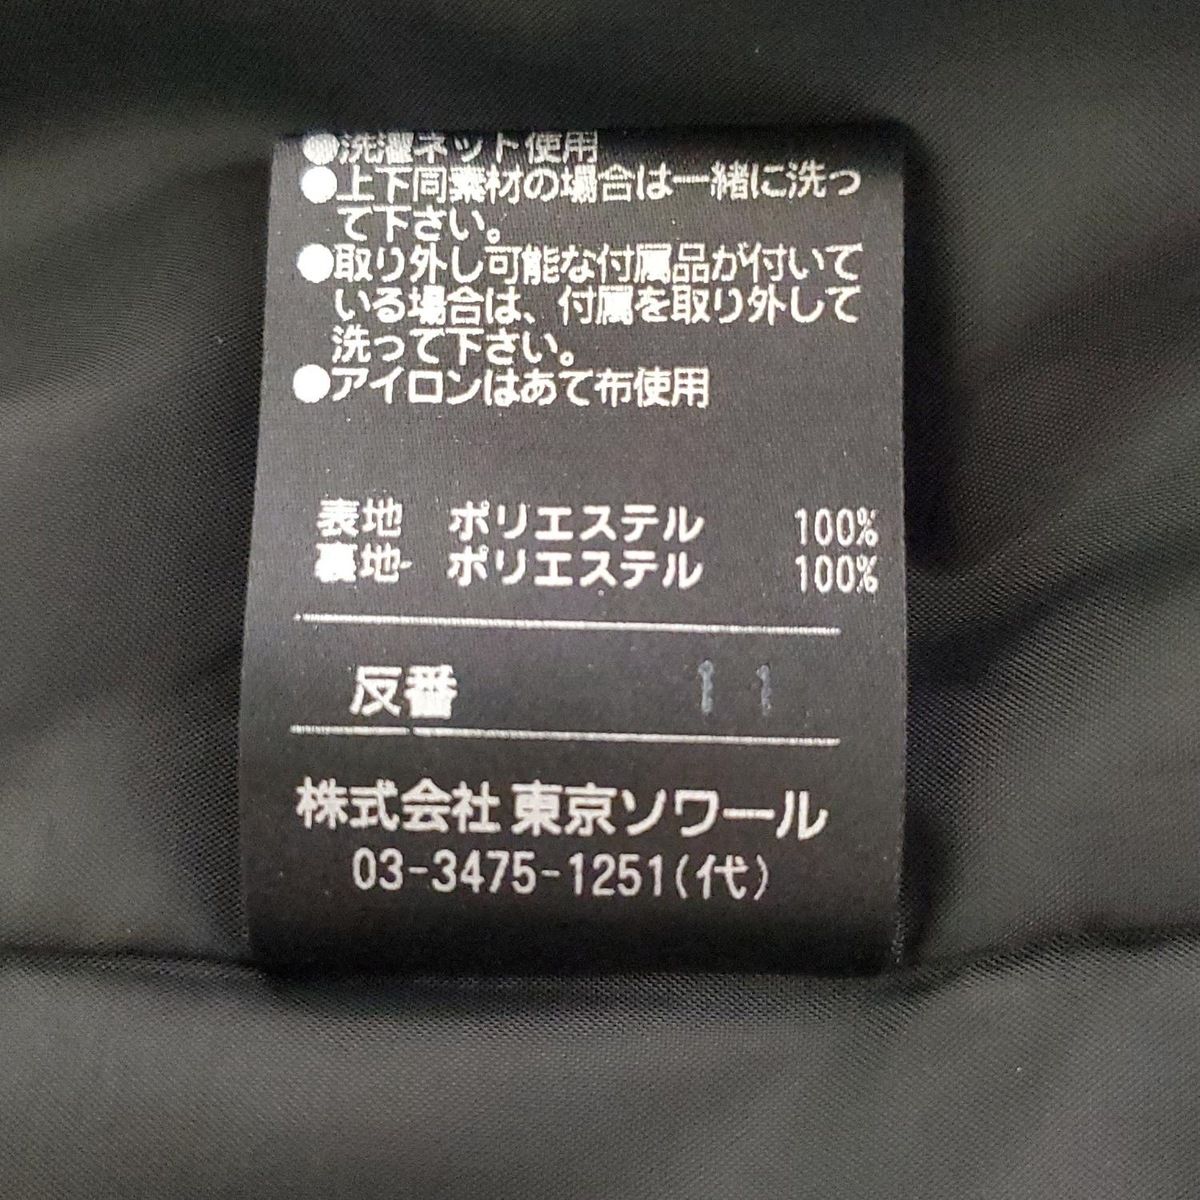 ●洗濯ネット使用
●上下同素材の場合は一緒に洗っ
て下さい。
●取り外し可能な付属品が付いて
いる場合は、付属を取り外して
洗って下さい。
●アイロンはあて布使用
表地 ポリエステル 100%
裏地 ポリエステル 100%
反番 11
株式会社 東京ソワール
03-3475-1251(代)